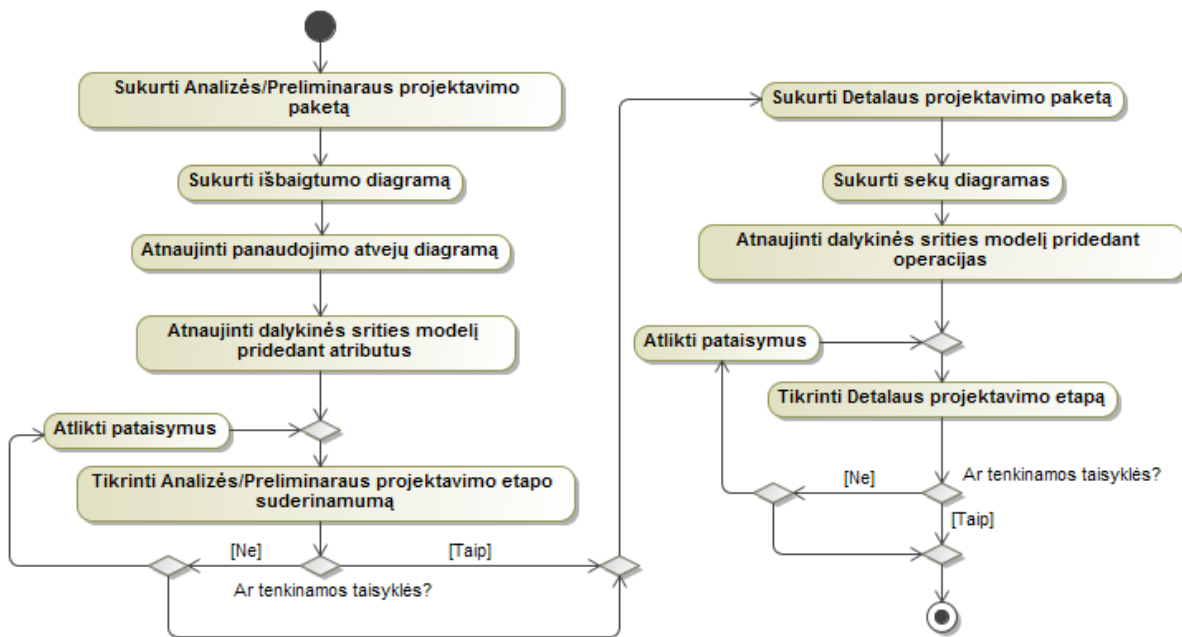 Sukurti Analizės/Preliminaraus projektavimo
paketą
Sukurti išbaigtumo diagramą
Atnaujinti panaudojimo atvejų diagramą
Atnaujinti dalykinės srities modelį
pridedant atributus
Atlikti pataisymus
Tikrinti Analizės/Preliminaraus projektavimo etapo
suderinamumą
[Ne]
[Taip]
Ar tenkinamos taisyklės?
Sukurti Detalaus projektavimo paketą
Sukurti sekų diagramas
Atnaujinti dalykinės srities modelį pridedant
operacijas
Atlikti pataisymus
Tikrinti Detalaus projektavimo etapą
[Ne]
Ar tenkinamos taisyklės?
[Taip]